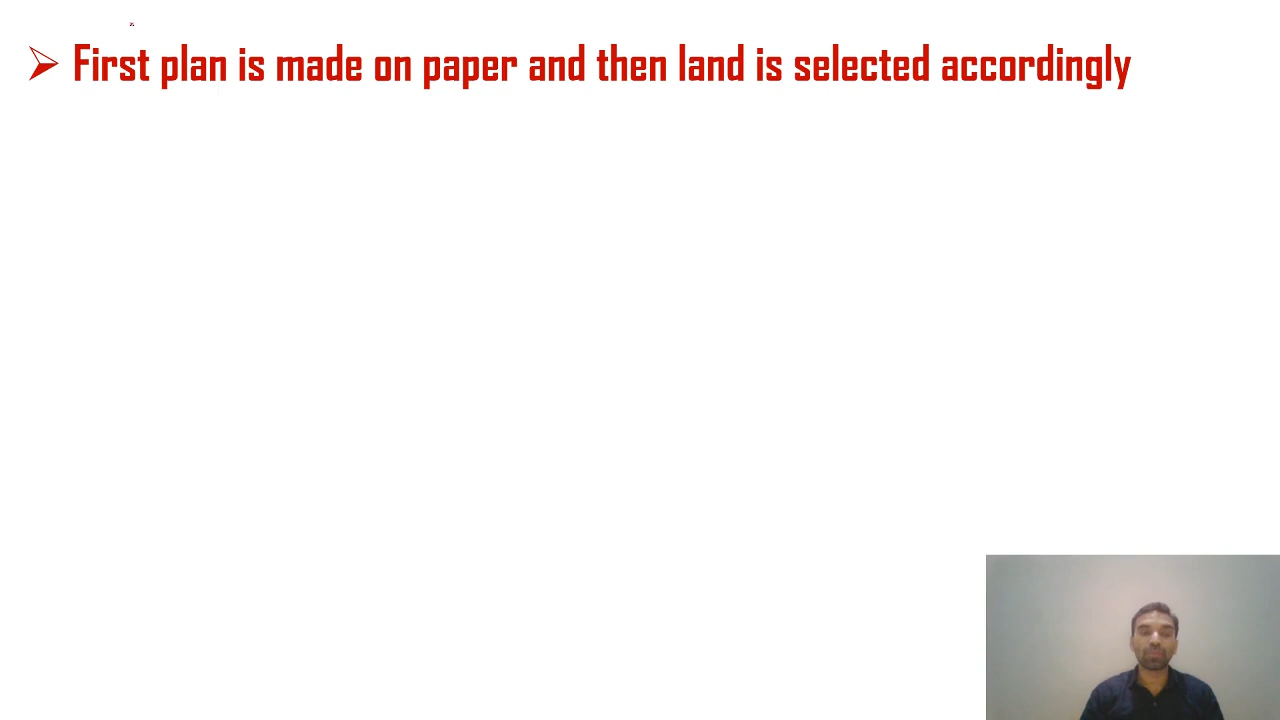 First plan is made on paper and then land is selected accordingly